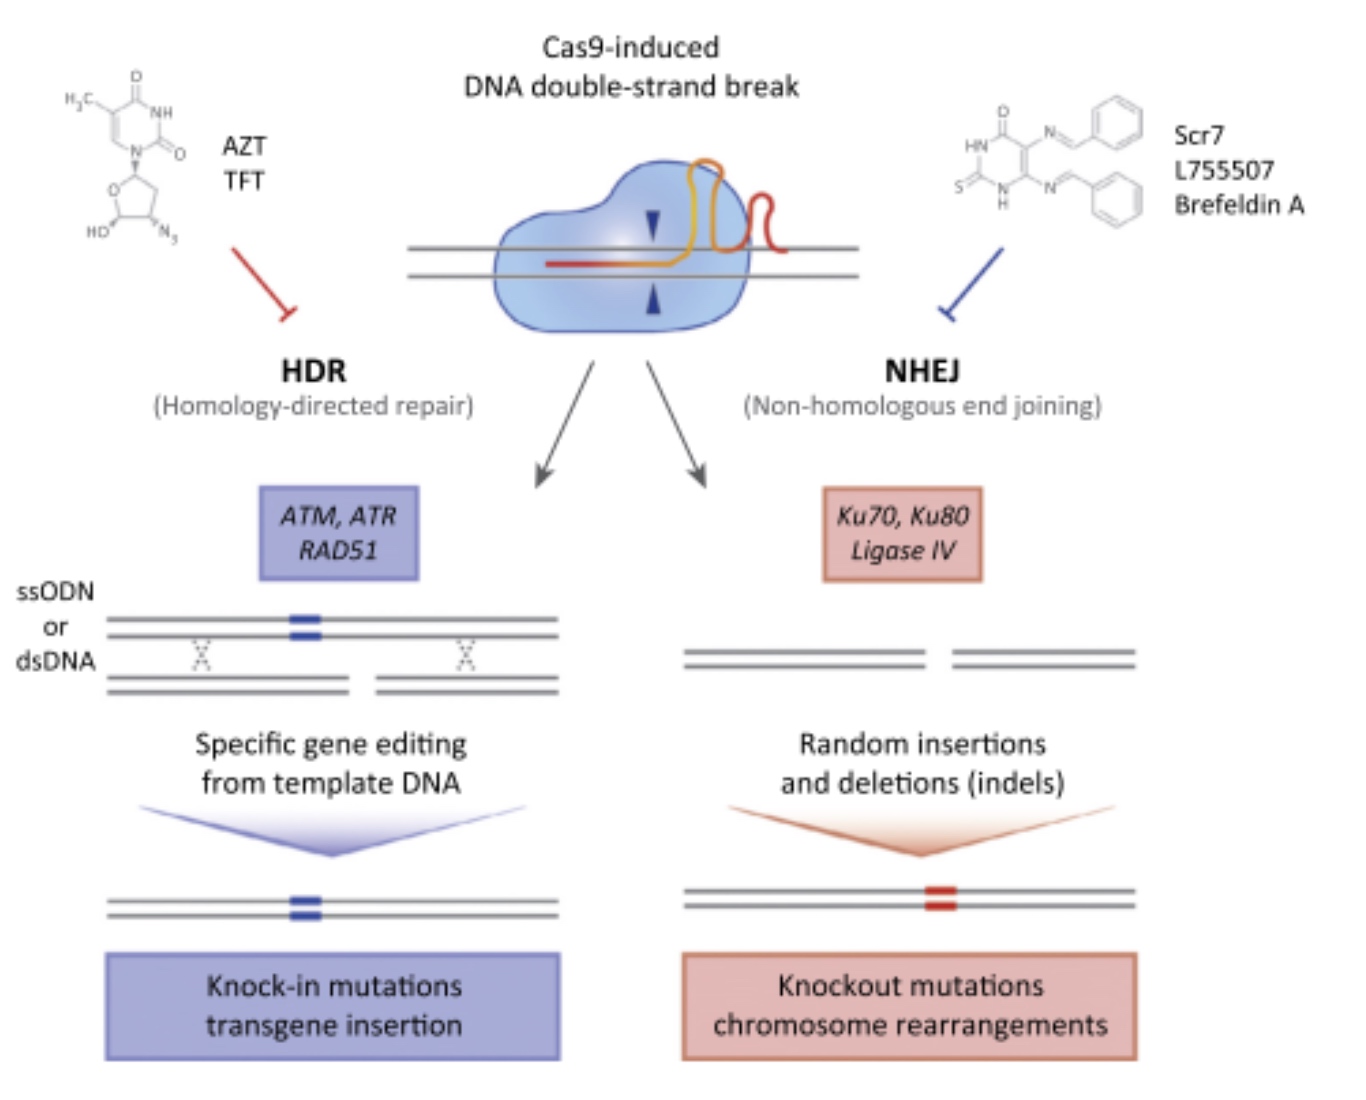 Cas9-induced
DNA double-strand break
O
H3C
NH
N
O
O
HO
N3
AZT
TFT
O
HN
N
S
N
H
N
Scr7
L755507
Brefeldin A
HDR
(Homology-directed repair)
NHEJ
(Non-homologous end joining)
ATM, ATR
RAD51
Ku70, Ku80
Ligase IV
ssODN
or
dsDNA
Specific gene editing
from template DNA
Random insertions
and deletions (indels)
Knock-in mutations
transgene insertion
Knockout mutations
chromosome rearrangements